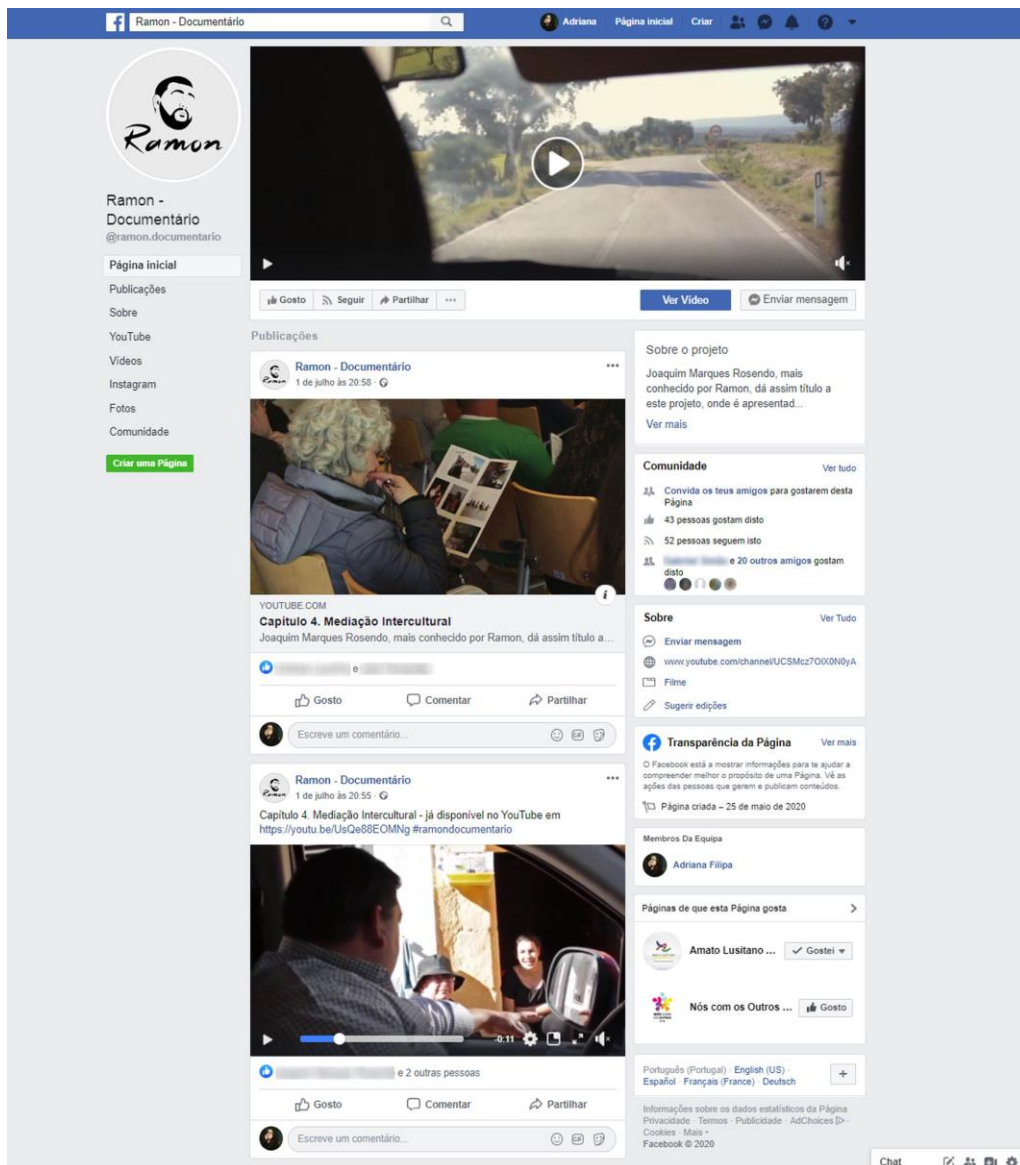 Ramon - Documentário
Adriana
Página inicial
Criar
Ramon
Ramon -
Documentário
@ramon.documentario
Página inicial
Publicações
Sobre
YouTube
Vídeos
Instagram
Fotos
Comunidade
Criar uma Página
Gosto
Seguir
Partilhar
Ver Vídeo
Enviar mensagem
Publicações
Ramon - Documentário
1 de julho às 20:58
YOUTUBE.COM
Capítulo 4. Mediação Intercultural
Joaquim Marques Rosendo, mais conhecido por Ramon, dá assim título a...
e
Gosto
Comentar
Partilhar
Escreve um comentário...
GIF
Ramon - Documentário
1 de julho às 20:55
Capítulo 4. Mediação Intercultural - já disponível no YouTube em
https://youtu.be/UsQe88EOMNg #ramondocumentario
-0:11
e 2 outras pessoas
Gosto
Comentar
Partilhar
Escreve um comentário...
GIF
Sobre o projeto
Joaquim Marques Rosendo, mais
conhecido por Ramon, dá assim título a
este projeto, onde é apresentad...
Ver mais
Comunidade
Ver tudo
Convida os teus amigos para gostarem desta
Página
43 pessoas gostam disto
52 pessoas seguem isto
e 20 outros amigos gostam
disto
Sobre
Ver Tudo
Enviar mensagem
www.youtube.com/channel/UCSMcz7OlX0N0yA
Filme
Sugerir edições
Transparência da Página
Ver mais
O Facebook está a mostrar informações para te ajudar a
compreender melhor o propósito de uma Página. Vê as
ações das pessoas que gerem e publicam conteúdos.
Página criada – 25 de maio de 2020
Membros Da Equipa
Adriana Filipa
Páginas de que esta Página gosta
Amato Lusitano ...
Gostei
Nós com os Outros ...
Gosto
Português (Portugal) · English (US) ·
Español · Français (France) · Deutsch
Informações sobre os dados estatísticos da Página
Privacidade · Termos · Publicidade · AdChoices ·
Cookies · Mais
Facebook © 2020
Chat